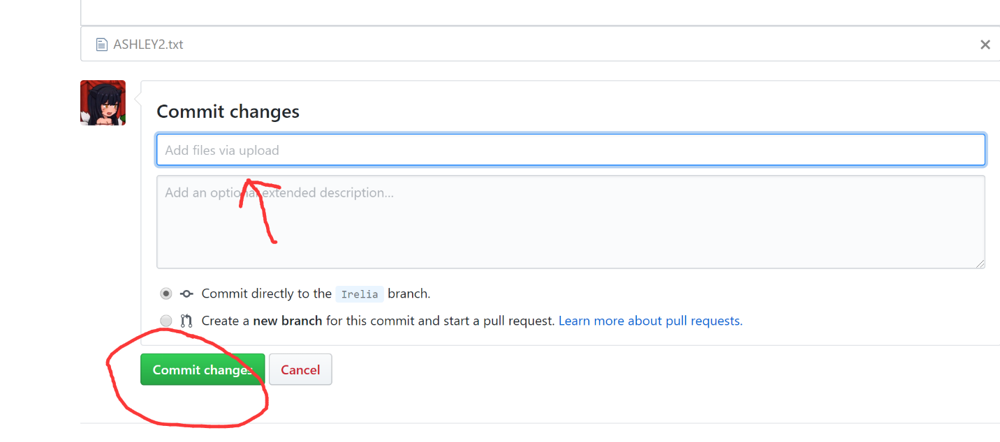 ASHLEY2.txt
Commit changes
Add files via upload
Add an optional extended description...
Commit directly to the Irelia branch.
Create a new branch for this commit and start a pull request. Learn more about pull requests.
Commit changes Cancel